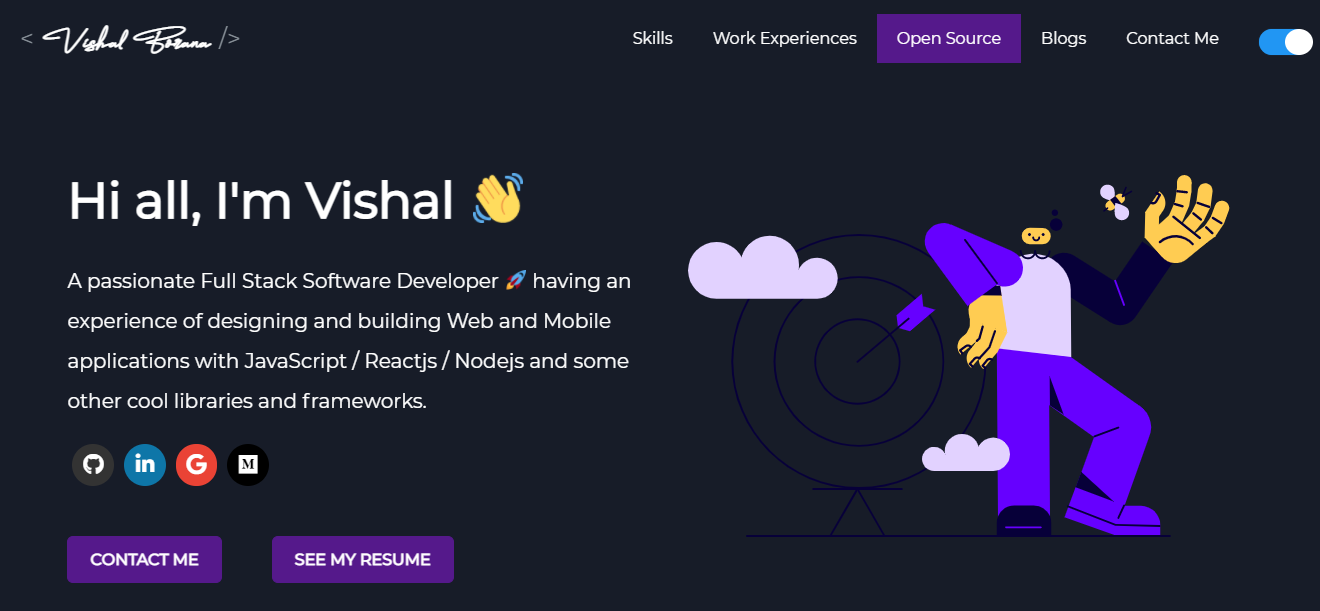 < Vishal Borana />
Skills
Work Experiences
Open Source
Blogs
Contact Me
Hi all, I'm Vishal 👋
A passionate Full Stack Software Developer 🚀 having an
experience of designing and building Web and Mobile
applications with JavaScript / Reactjs / Nodejs and some
other cool libraries and frameworks.
in
G
M
CONTACT ME
SEE MY RESUME